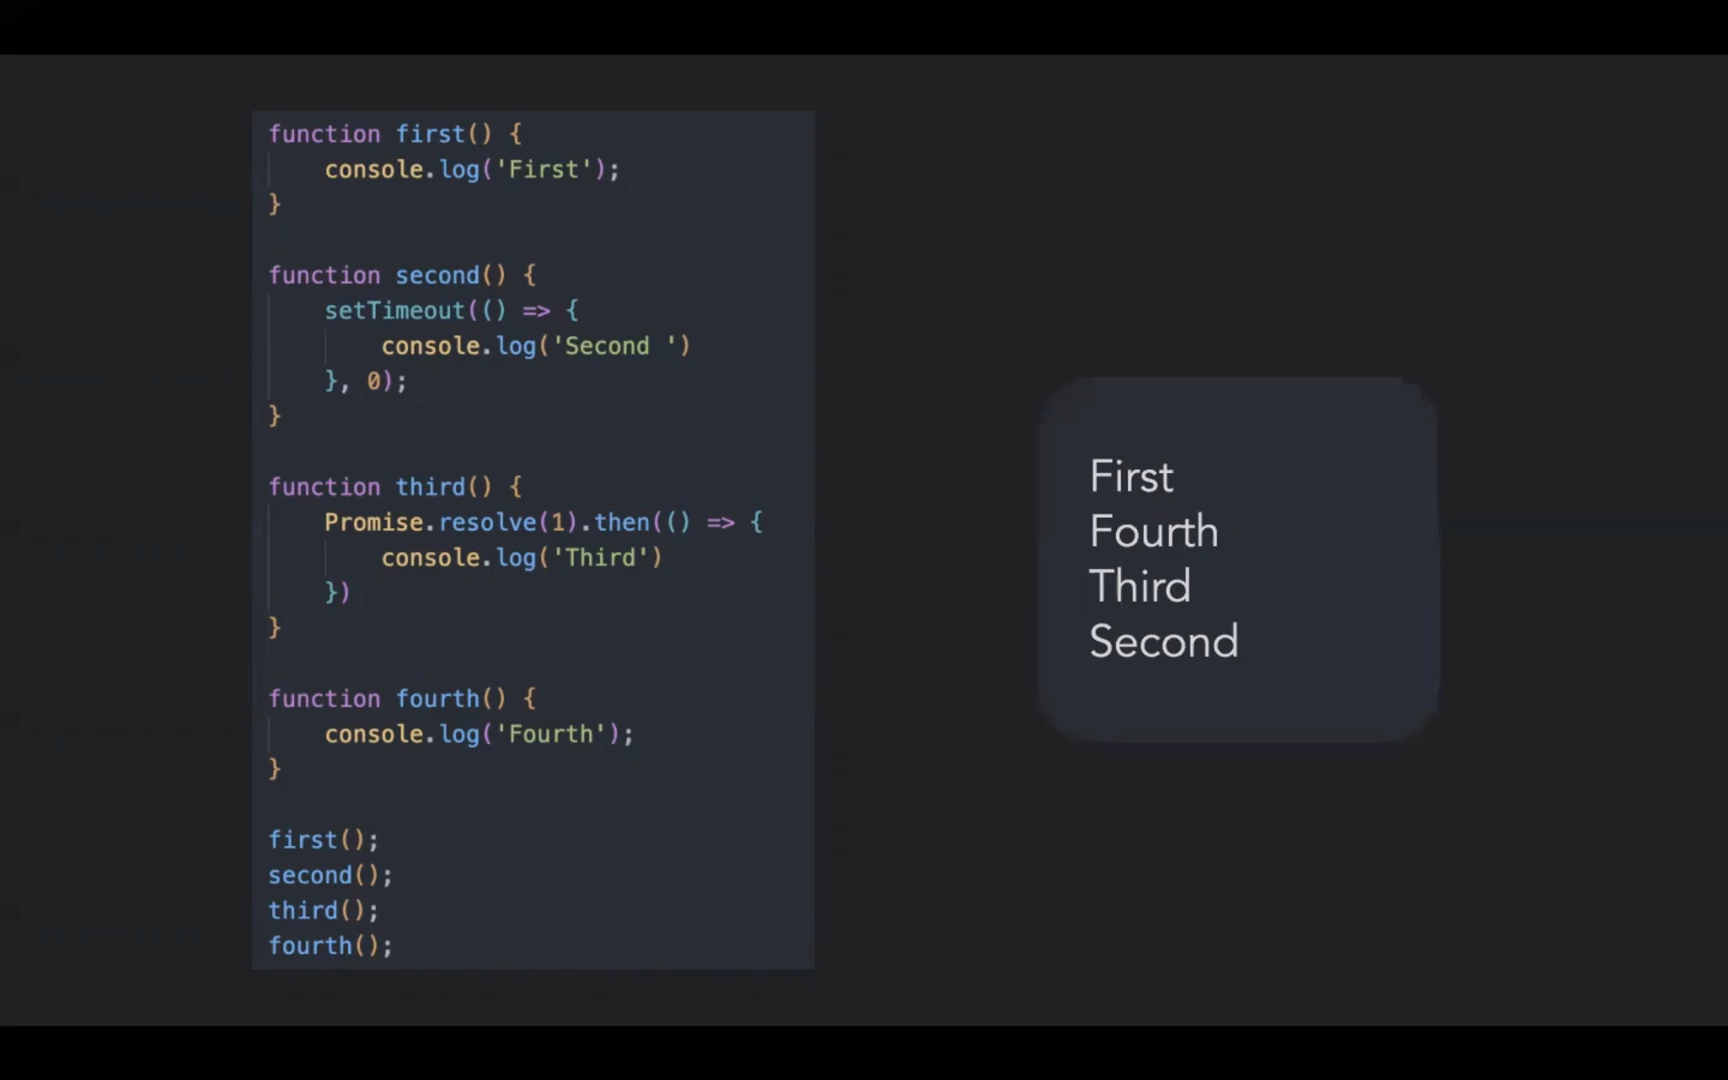 function first() {
    console.log('First');
}
function second() {
    setTimeout(() => {
        console.log('Second ')
    }, 0);
}
function third() {
    Promise.resolve(1).then(() => {
        console.log('Third')
    })
}
function fourth() {
    console.log('Fourth');
}
first();
second();
third();
fourth();
First
Fourth
Third
Second